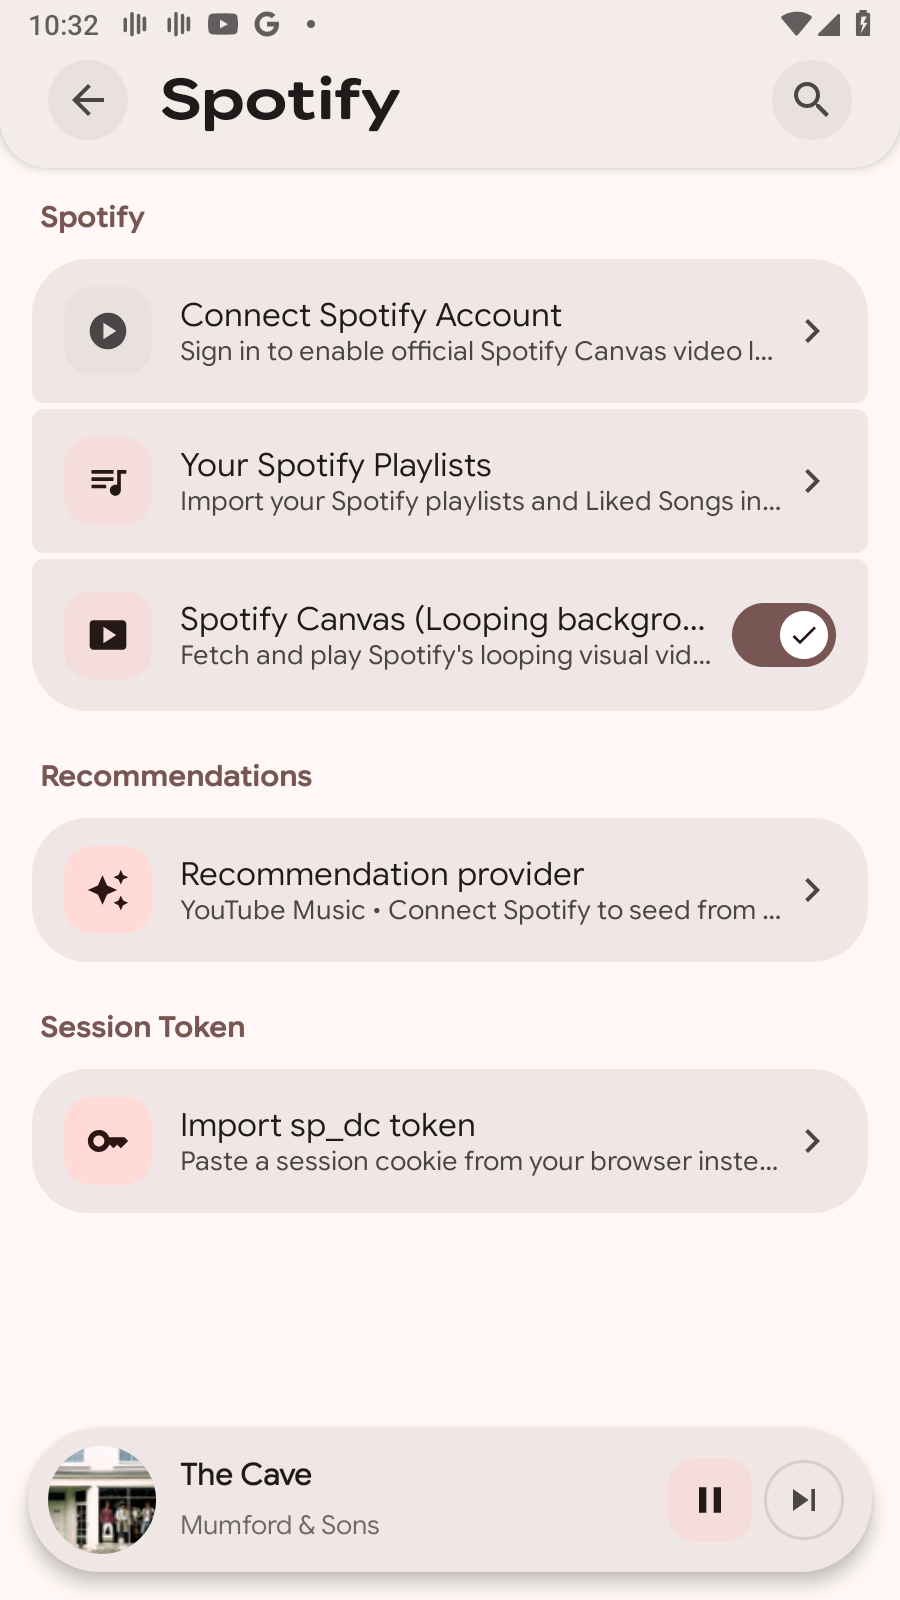 10:32
Spotify
Spotify
Connect Spotify Account
Sign in to enable official Spotify Canvas video l...
Your Spotify Playlists
Import your Spotify playlists and Liked Songs in...
Spotify Canvas (Looping backgro...
Fetch and play Spotify's looping visual vid...
Recommendations
Recommendation provider
YouTube Music • Connect Spotify to seed from ...
Session Token
Import sp_dc token
Paste a session cookie from your browser inste...
The Cave
Mumford & Sons